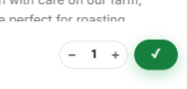 with care on our farm,
e perfect for roasting
− 1 +
✓